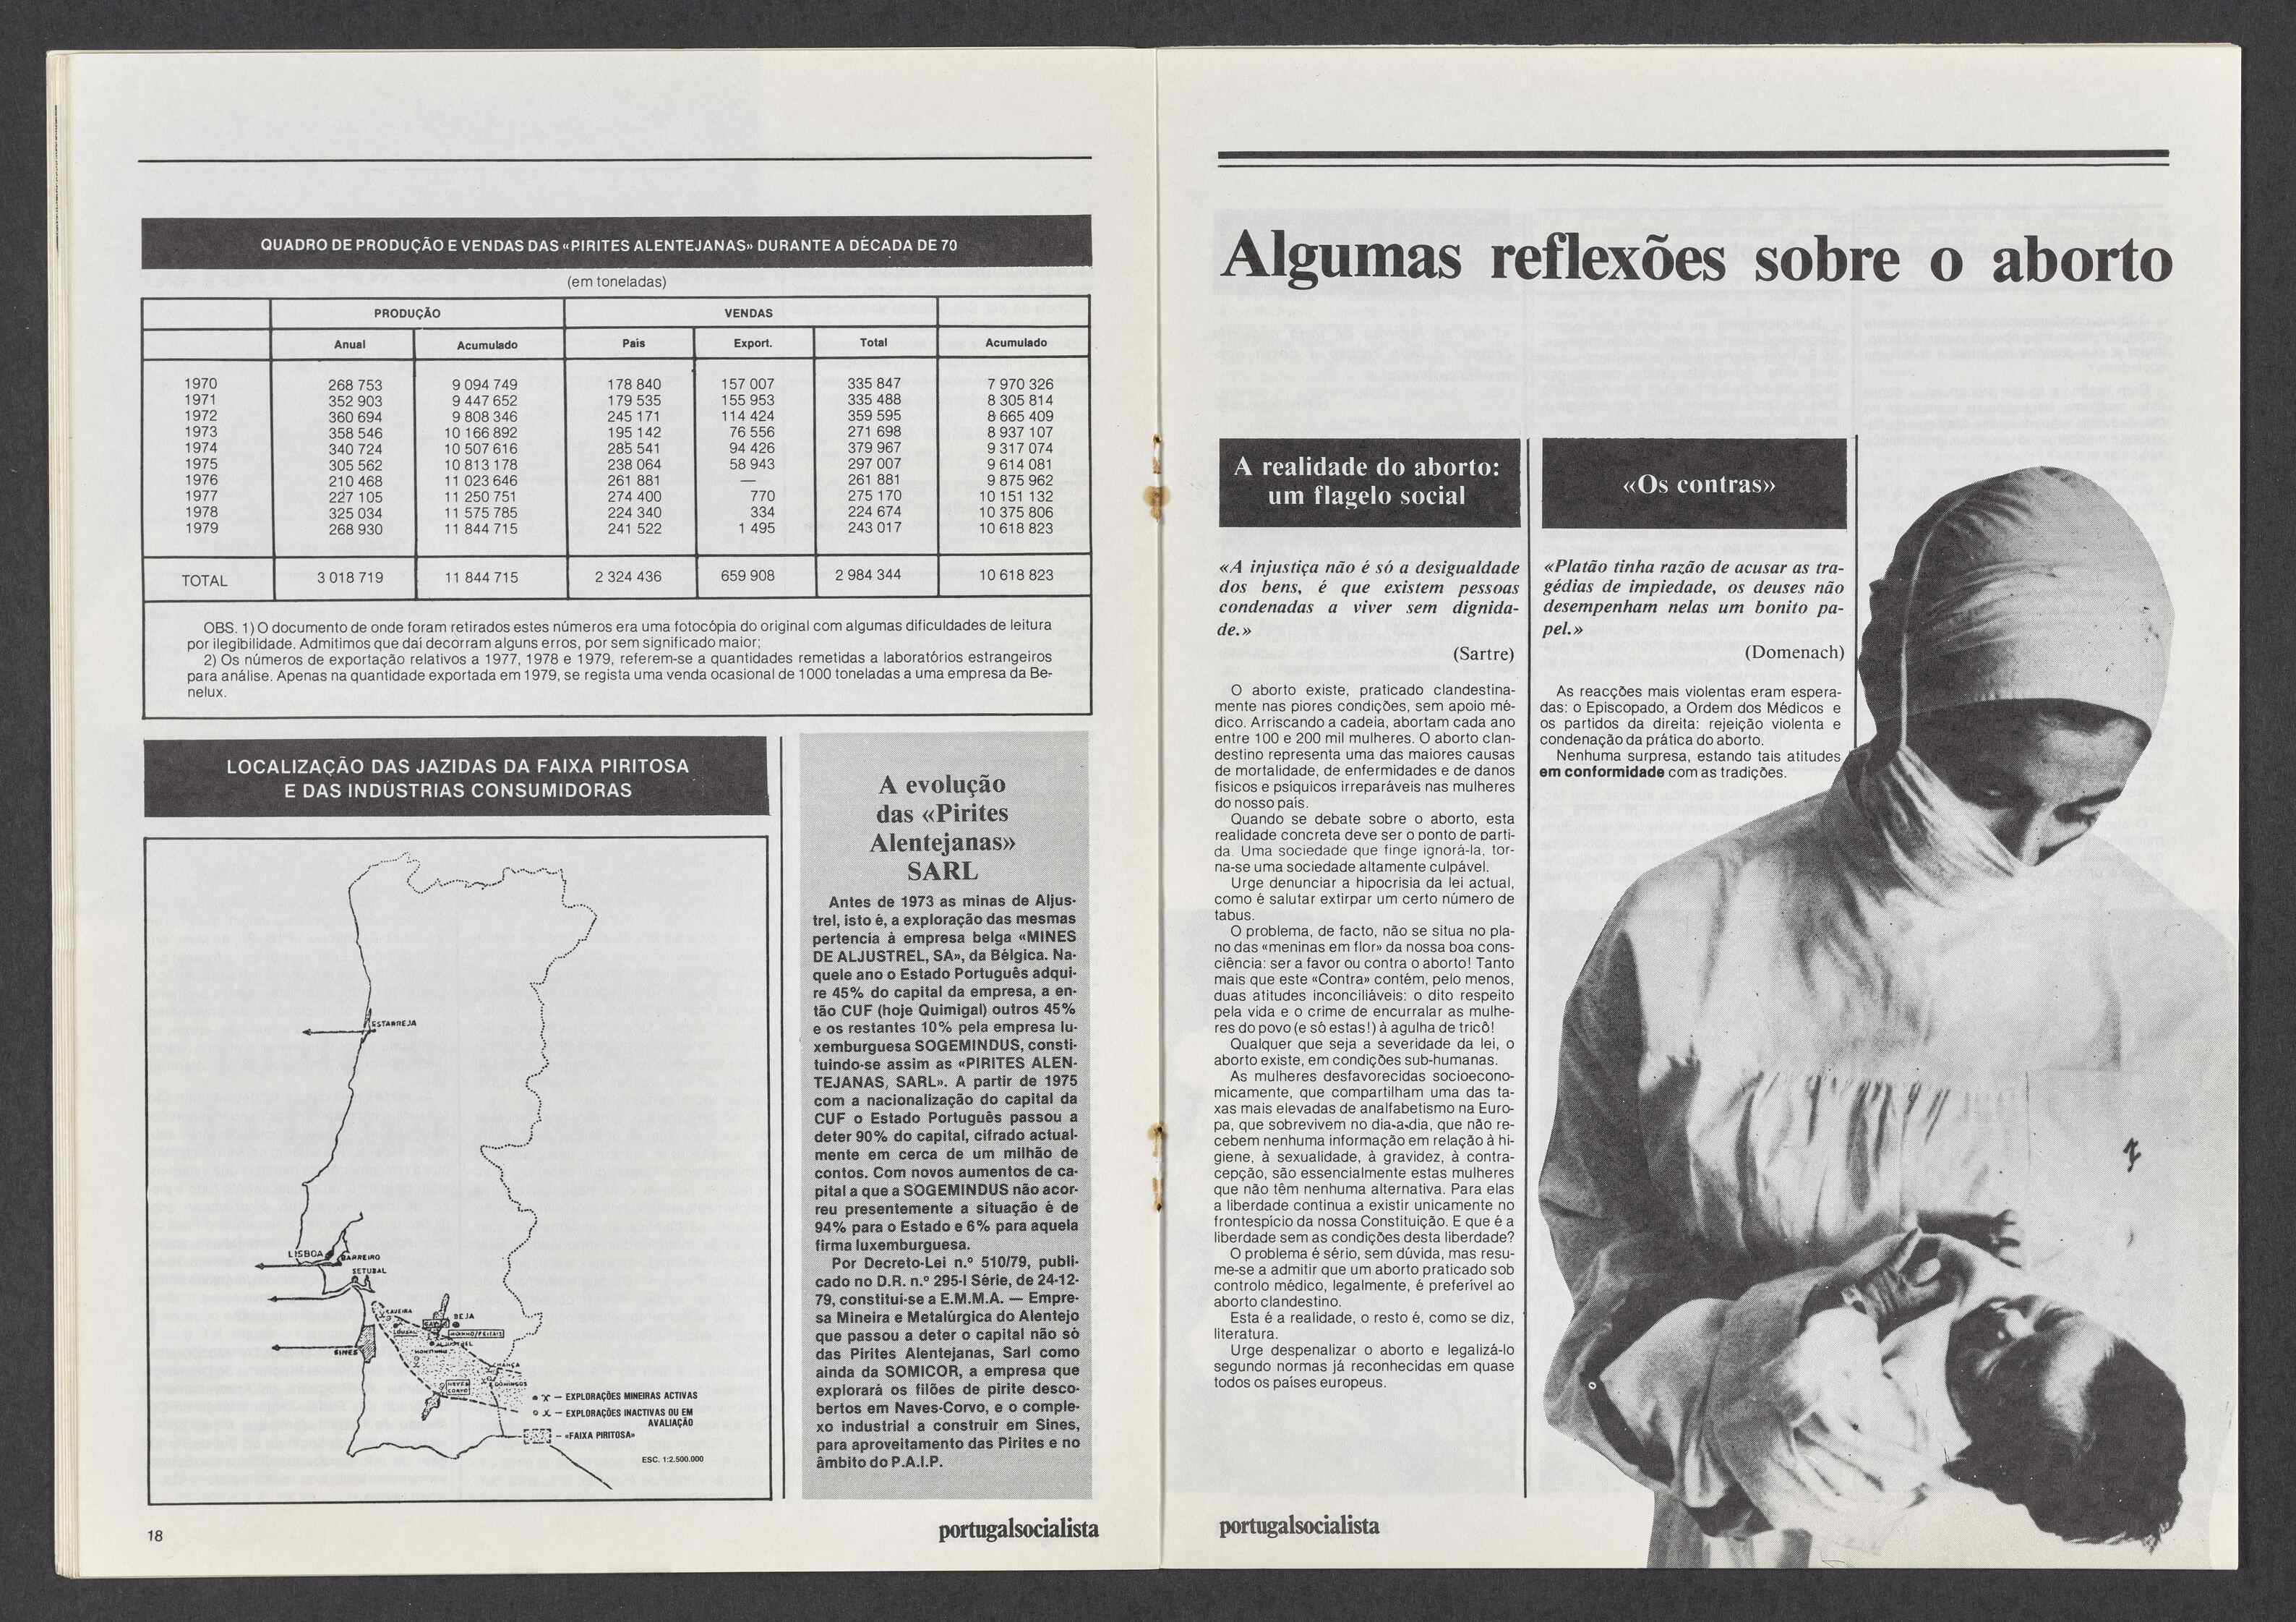 QUADRO DE PRODUÇÃO E VENDAS DAS «PIRITES ALENTEJANAS» DURANTE A DÉCADA DE 70
(em toneladas)
PRODUÇÃO VENDAS
Anual Acumulado País Export. Total Acumulado
1970 268 753 9 094 749 178 840 157 007 335 847 7 970 326
1971 352 903 9 447 652 179 535 155 953 335 488 8 305 814
1972 360 694 9 808 346 245 171 114 424 359 595 8 665 409
1973 358 546 10 166 892 195 142 76 556 271 698 8 937 107
1974 340 724 10 507 616 285 541 94 426 379 967 9 317 074
1975 305 562 10 813 178 238 064 58 943 297 007 9 614 081
1976 210 468 11 023 646 261 881 — 261 881 9 875 962
1977 227 105 11 250 751 274 400 770 275 170 10 151 132
1978 325 034 11 575 785 224 340 334 224 674 10 375 806
1979 268 930 11 844 715 241 522 1 495 243 017 10 618 823
TOTAL 3 018 719 11 844 715 2 324 436 659 908 2 984 344 10 618 823
OBS. 1) O documento de onde foram retirados estes números era uma fotocópia do original com algumas dificuldades de leitura
por ilegibilidade. Admitimos que daí decorram alguns erros, por sem significado maior;
2) Os números de exportação relativos a 1977, 1978 e 1979, referem-se a quantidades remetidas a laboratórios estrangeiros
para análise. Apenas na quantidade exportada em 1979, se regista uma venda ocasional de 1000 toneladas a uma empresa da Be-
nelux.
LOCALIZAÇÃO DAS JAZIDAS DA FAIXA PIRITOSA
E DAS INDÚSTRIAS CONSUMIDORAS
ESTARREJA
LISBOA
BARREIRO
SETUBAL
CAVEIRA
BEJA
LOUSAL
SINES
NEVES
CORVO
– EXPLORAÇÕES MINEIRAS ACTIVAS
– EXPLORAÇÕES INACTIVAS OU EM
AVALIAÇÃO
– «FAIXA PIRITOSA»
ESC. 1:2.500.000
A evolução
das «Pirites
Alentejanas»
SARL
Antes de 1973 as minas de Aljus-
trel, isto é, a exploração das mesmas
pertencia à empresa belga «MINES
DE ALJUSTREL, SA», da Bélgica. Na-
quele ano o Estado Português adqui-
re 45% do capital da empresa, a en-
tão CUF (hoje Quimigal) outros 45%
e os restantes 10% pela empresa lu-
xemburguesa SOGEMINDUS, consti-
tuindo-se assim as «PIRITES ALEN-
TEJANAS, SARL». A partir de 1975
com a nacionalização do capital da
CUF o Estado Português passou a
deter 90% do capital, cifrado actual-
mente em cerca de um milhão de
contos. Com novos aumentos de ca-
pital a que a SOGEMINDUS não acor-
reu presentemente a situação é de
94% para o Estado e 6% para aquela
firma luxemburguesa.
Por Decreto-Lei n.º 510/79, publi-
cado no D.R. n.º 295-I Série, de 24-12-
79, constitui-se a E.M.M.A. — Empre-
sa Mineira e Metalúrgica do Alentejo
que passou a deter o capital não só
das Pirites Alentejanas, Sarl como
ainda da SOMICOR, a empresa que
explorará os filões de pirite desco-
bertos em Naves-Corvo, e o comple-
xo industrial a construir em Sines,
para aproveitamento das Pirites e no
âmbito do P.A.I.P.
18
portugalsocialista
Algumas reflexões sobre o aborto
A realidade do aborto:
um flagelo social
«A injustiça não é só a desigualdade
dos bens, é que existem pessoas
condenadas a viver sem dignida-
de.»
(Sartre)
O aborto existe, praticado clandestina-
mente nas piores condições, sem apoio mé-
dico. Arriscando a cadeia, abortam cada ano
entre 100 e 200 mil mulheres. O aborto clan-
destino representa uma das maiores causas
de mortalidade, de enfermidades e de danos
físicos e psíquicos irreparáveis nas mulheres
do nosso país.
Quando se debate sobre o aborto, esta
realidade concreta deve ser o ponto de parti-
da. Uma sociedade que finge ignorá-la, tor-
na-se uma sociedade altamente culpável.
Urge denunciar a hipocrisia da lei actual,
como é salutar extirpar um certo número de
tabus.
O problema, de facto, não se situa no pla-
no das «meninas em flor» da nossa boa cons-
ciência: ser a favor ou contra o aborto! Tanto
mais que este «Contra» contém, pelo menos,
duas atitudes inconciliáveis: o dito respeito
pela vida e o crime de encurralar as mulhe-
res do povo (e só estas!) à agulha de tricô!
Qualquer que seja a severidade da lei, o
aborto existe, em condições sub-humanas.
As mulheres desfavorecidas socioecono-
micamente, que compartilham uma das ta-
xas mais elevadas de analfabetismo na Euro-
pa, que sobrevivem no dia-a-dia, que não re-
cebem nenhuma informação em relação à hi-
giene, à sexualidade, à gravidez, à contra-
cepção, são essencialmente estas mulheres
que não têm nenhuma alternativa. Para elas
a liberdade continua a existir unicamente no
frontespício da nossa Constituição. E que é a
liberdade sem as condições desta liberdade?
O problema é sério, sem dúvida, mas resu-
me-se a admitir que um aborto praticado sob
controlo médico, legalmente, é preferível ao
aborto clandestino.
Esta é a realidade, o resto é, como se diz,
literatura.
Urge despenalizar o aborto e legalizá-lo
segundo normas já reconhecidas em quase
todos os países europeus.
«Os contras»
«Platão tinha razão de acusar as tra-
gédias de impiedade, os deuses não
desempenham nelas um bonito pa-
pel.»
(Domenach)
As reacções mais violentas eram espera-
das: o Episcopado, a Ordem dos Médicos e
os partidos da direita: rejeição violenta e
condenação da prática do aborto.
Nenhuma surpresa, estando tais atitudes
em conformidade com as tradições.
portugalsocialista